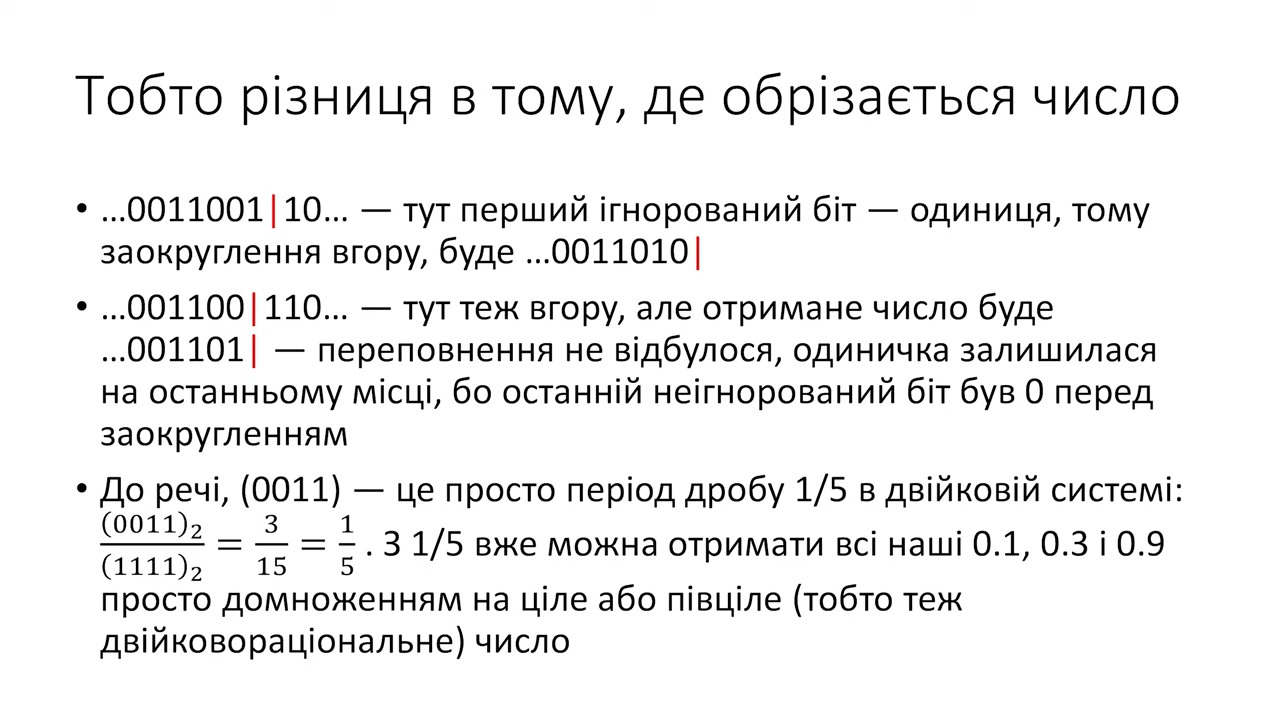 Тобто різниця в тому, де обрізається число
• …0011001|10… — тут перший ігнорований біт — одиниця, тому
заокруглення вгору, буде …0011010|
• …001100|110… — тут теж вгору, але отримане число буде
…001101| — переповнення не відбулося, одиничка залишилася
на останньому місці, бо останній неігнорований біт був 0 перед
заокругленням
• До речі, (0011) — це просто період дробу 1/5 в двійковій системі:
(0011)₂/(1111)₂ = 3/15 = 1/5 . З 1/5 вже можна отримати всі наші 0.1, 0.3 і 0.9
просто домноженням на ціле або півціле (тобто теж
двійковораціональне) число